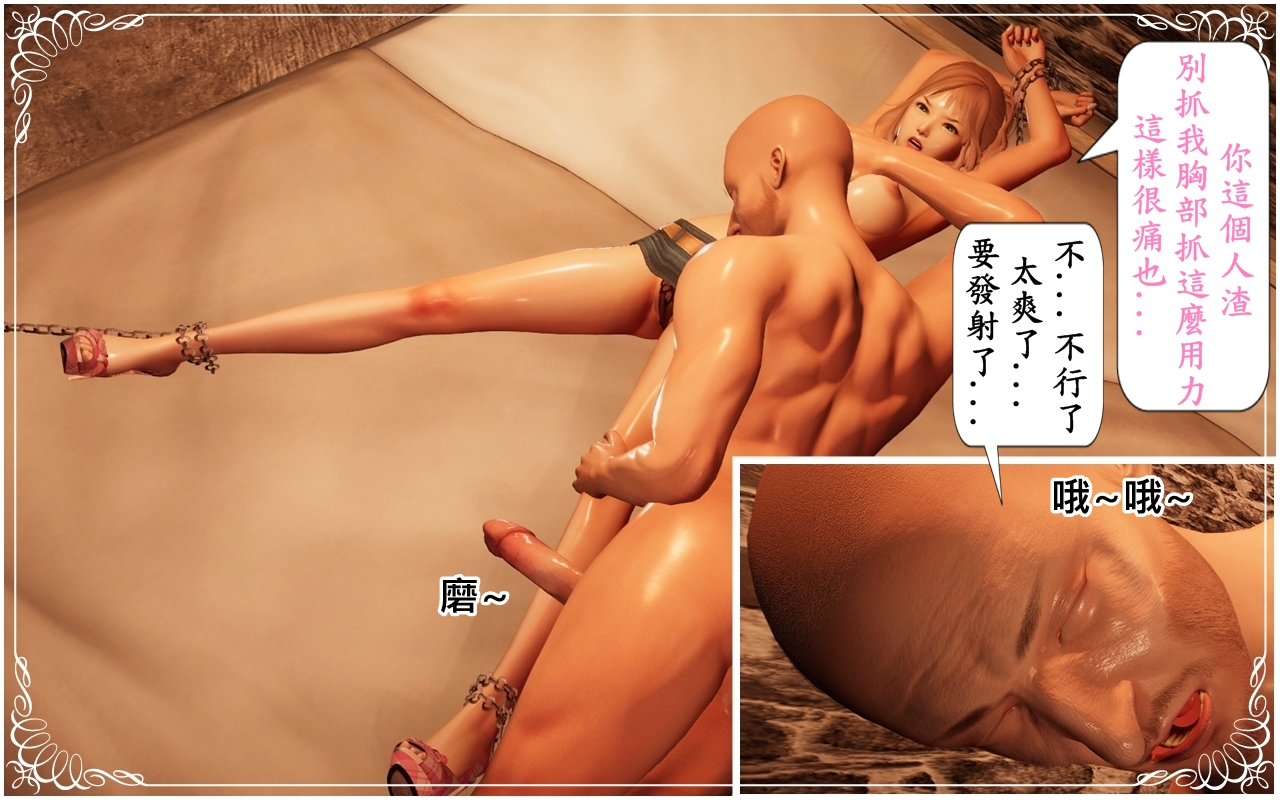 你這個人渣
別抓我胸部抓這麼用力
這樣很痛也....
不... 不行了
太爽了...
要發射了....
哦~哦~
磨~